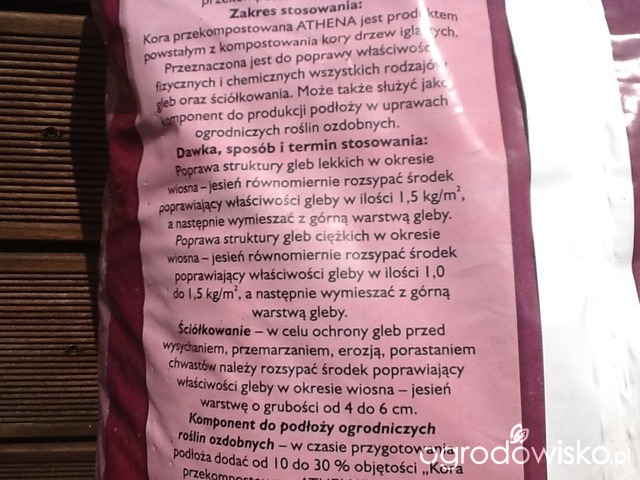 Zakres stosowania:
Kora przekompostowana ATHENA jest produktem
powstałym z kompostowania kory drzew iglastych.
Przeznaczona jest do poprawy właściwości
fizycznych i chemicznych wszystkich rodzajów
gleb oraz ściółkowania. Może także służyć jako
komponent do produkcji podłoży w uprawach
ogrodniczych roślin ozdobnych.
Dawka, sposób i termin stosowania:
Poprawa struktury gleb lekkich w okresie
wiosna – jesień równomiernie rozsypać środek
poprawiający właściwości gleby w ilości 1,5 kg/m²,
a następnie wymieszać z górną warstwą gleby.
Poprawa struktury gleb ciężkich w okresie
wiosna – jesień równomiernie rozsypać środek
poprawiający właściwości gleby w ilości 1,0
do 1,5 kg/m², a następnie wymieszać z górną
warstwą gleby.
Ściółkowanie – w celu ochrony gleb przed
wysychaniem, przemarzaniem, erozją, porastaniem
chwastów należy rozsypać środek poprawiający
właściwości gleby w okresie wiosna – jesień
warstwę o grubości od 4 do 6 cm.
Komponent do podłoży ogrodniczych
roślin ozdobnych – w czasie przygotowania
podłoża dodać od 10 do 30 % objętości „Kora
ogrodowisko.pl